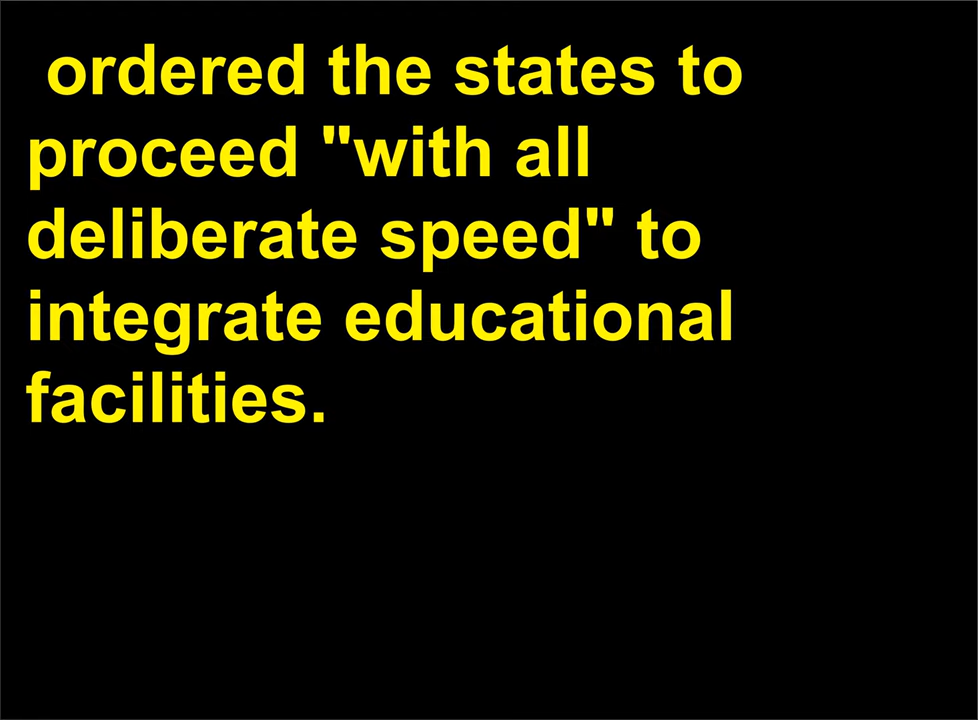 ordered the states to
proceed "with all
deliberate speed" to
integrate educational
facilities.